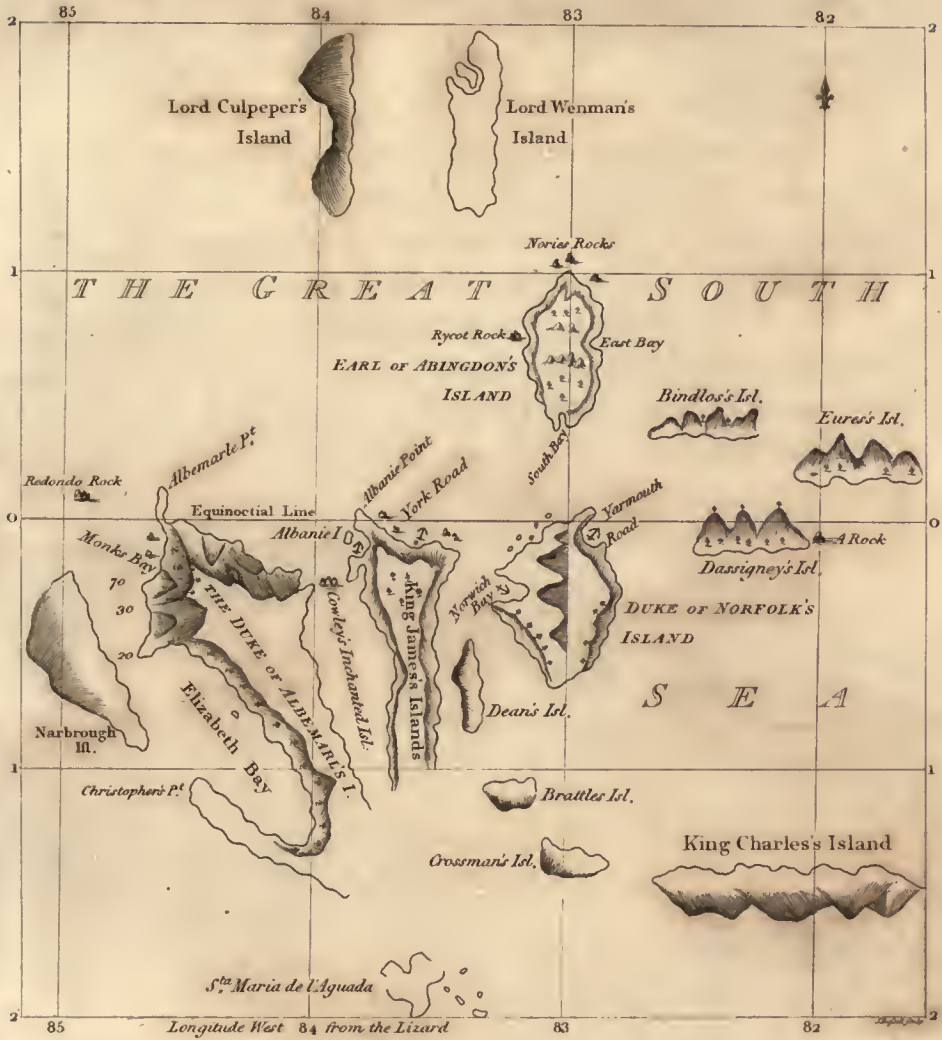 85
84
83
82
2
2
Lord Culpeper's
Island
Lord Wenman's
Island
Nories Rocks
1
1
THE GREAT SOUTH
Rycot Rock
East Bay
EARL OF ABINGDON'S
ISLAND
South Bay
Bindlos's Isl.
Eures's Isl.
Albemarle Pt.
Albanie Point
York Road
Redondo Rock
0
Equinoctial Line
0
Albanie I
Yarmouth
Road
A Rock
Dassigney's Isl.
Monks Bay
70
30
20
THE DUKE OF ALBEMARL'S I.
Cowley's Inchanted Isl.
King James's Islands
Norwich
Bay
DUKE OF NORFOLK'S
ISLAND
SEA
Elizabeth Bay
Dean's Isl.
Narbrough
Isl.
1
1
Christopher's Pt.
Brattles Isl.
Crossman's Isl.
King Charles's Island
Sta. Maria de l'Aguada
2
2
85
Longitude West 84 from the Lizard
83
82